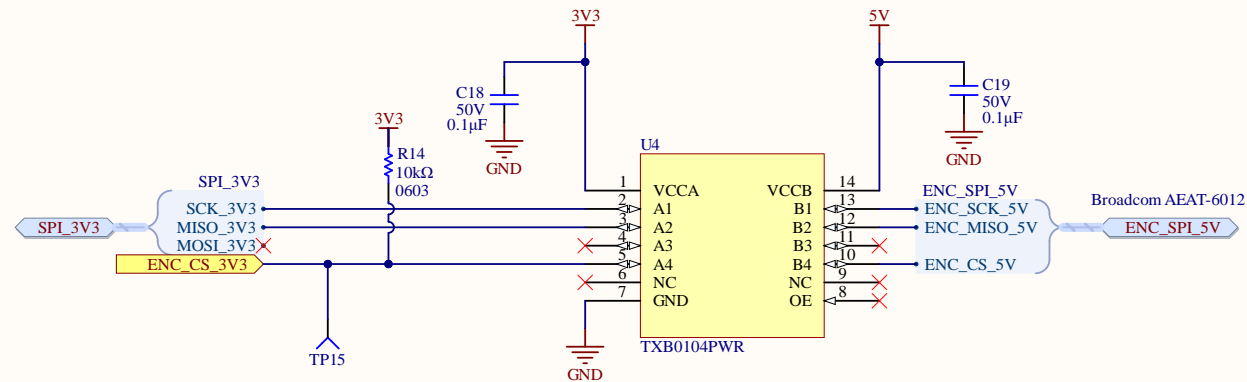 3V3
5V
C18
50V
0.1µF
GND
C19
50V
0.1µF
GND
3V3
R14
10kΩ
0603
U4
1 VCCA VCCB 14
2 A1 B1 13
3 A2 B2 12
4 A3 B3 11
5 A4 B4 10
6 NC NC 9
7 GND OE 8
TXB0104PWR
GND
SPI_3V3
SPI_3V3
SCK_3V3
MISO_3V3
MOSI_3V3
ENC_CS_3V3
TP15
ENC_SPI_5V
ENC_SCK_5V
ENC_MISO_5V
ENC_CS_5V
Broadcom AEAT-6012
ENC_SPI_5V